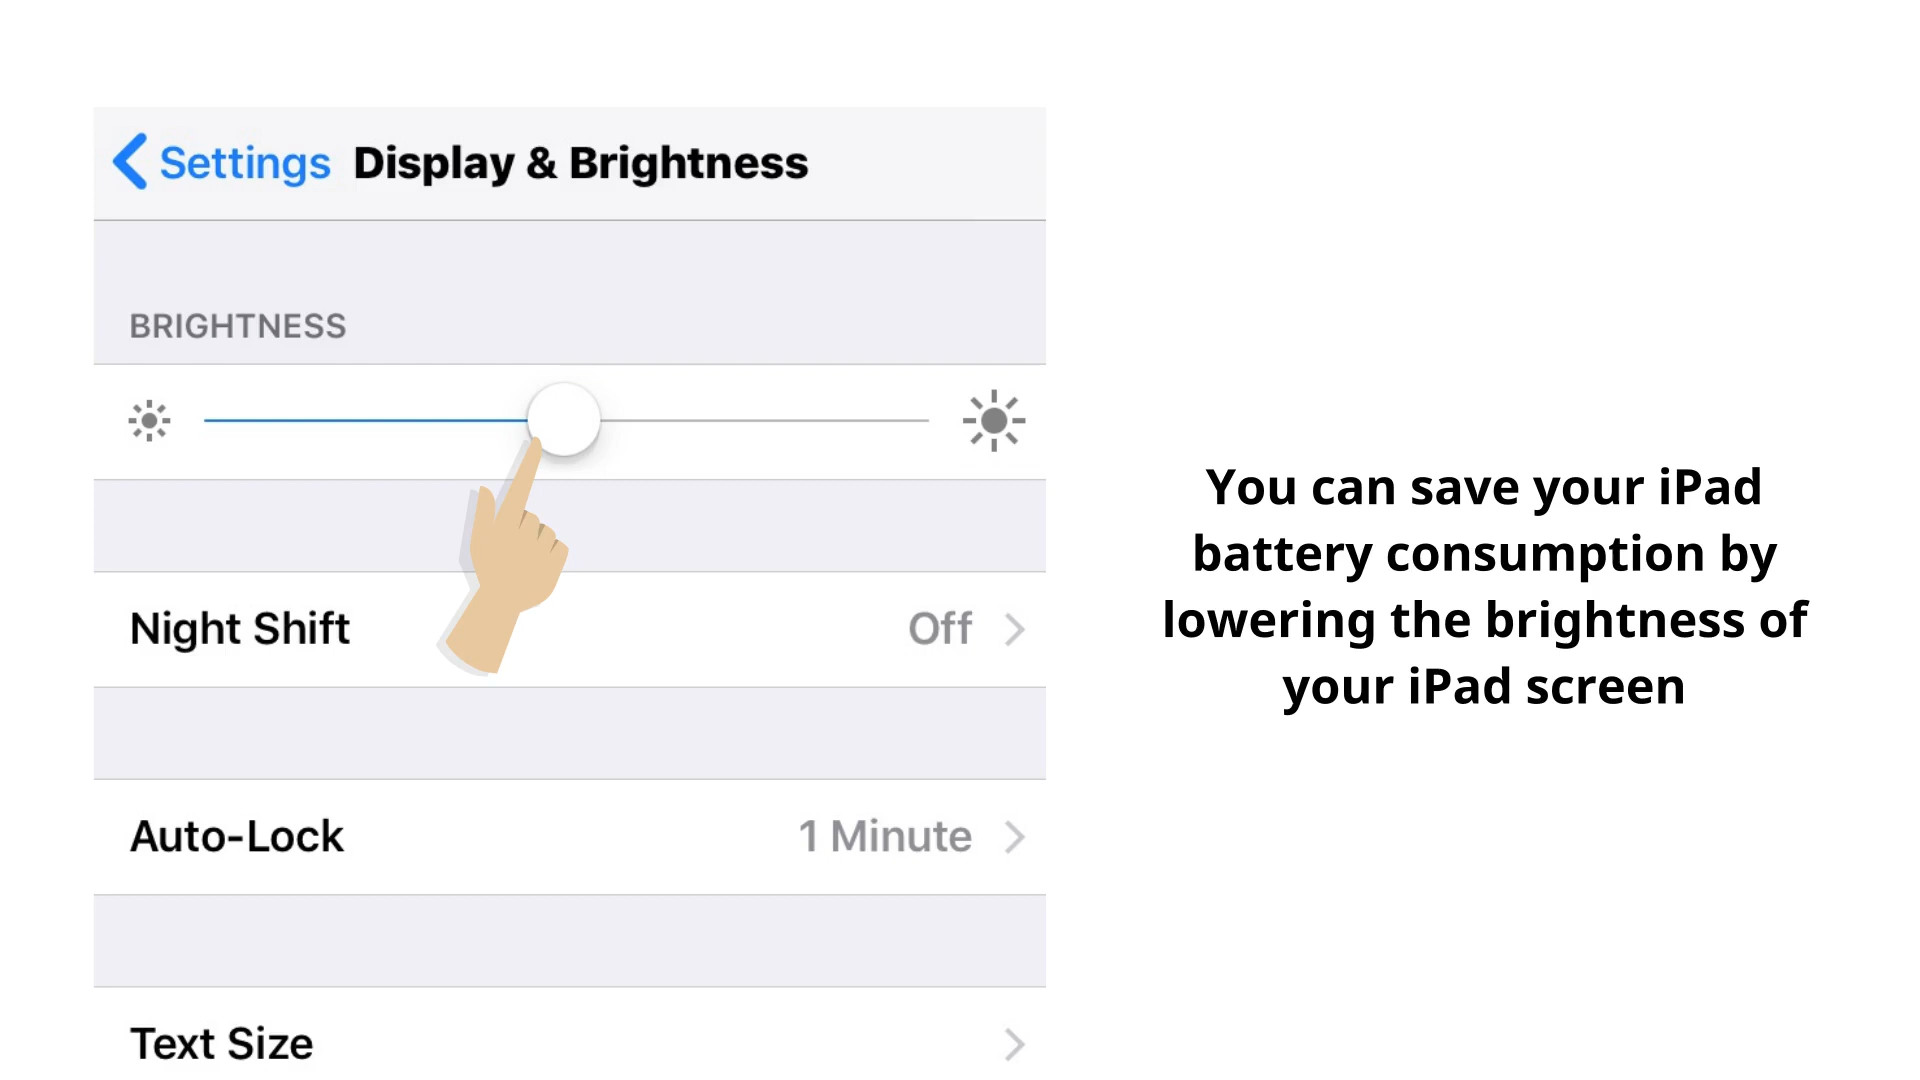 Settings Display & Brightness
BRIGHTNESS
Night Shift Off
Auto-Lock 1 Minute
Text Size
You can save your iPad
battery consumption by
lowering the brightness of
your iPad screen